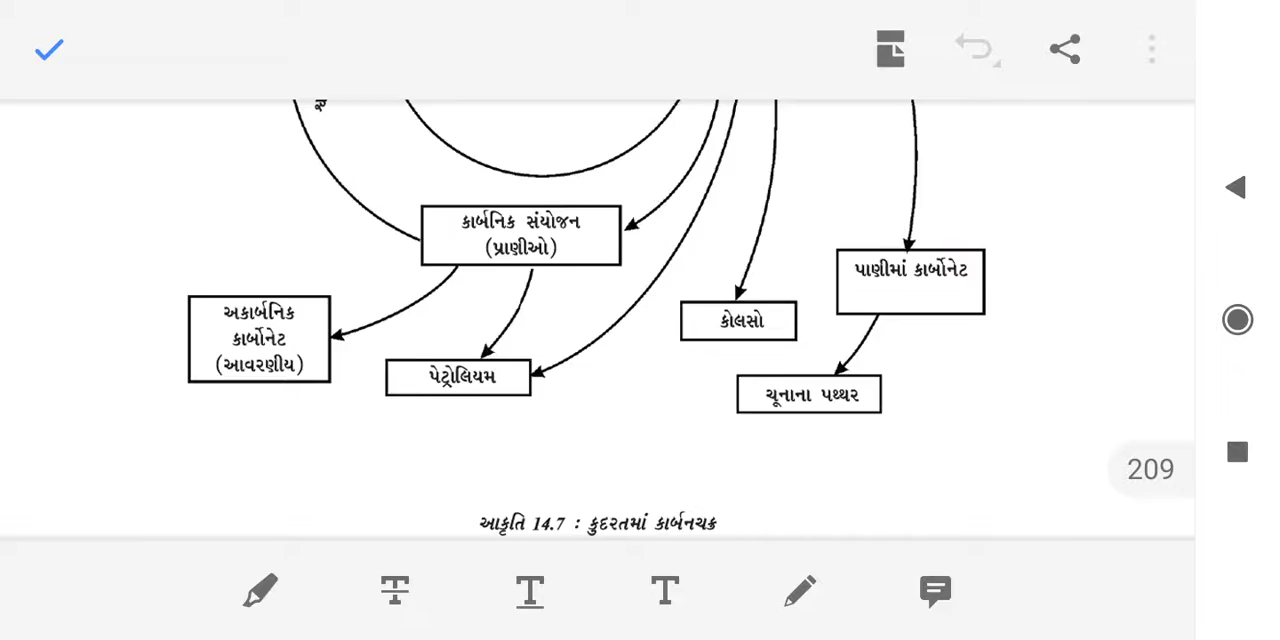 કાર્બનિક સંયોજન
(પ્રાણીઓ)
પાણીમાં કાર્બોનેટ
અકાર્બનિક
કાર્બોનેટ
(આવરણીય)
કોલસો
પેટ્રોલિયમ
ચૂનાના પથ્થર
209
આકૃતિ 14.7 : કુદરતમાં કાર્બનચક્ર